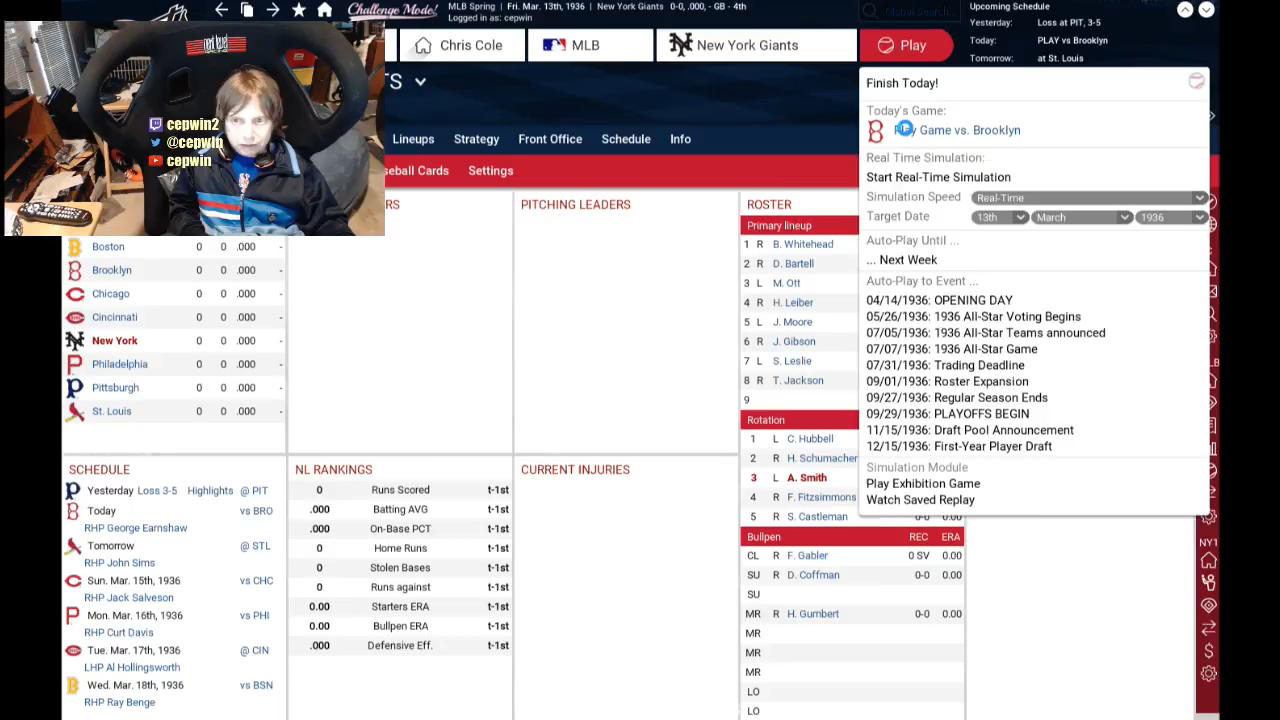 Challenge Mode!
MLB Spring | Fri. Mar. 13th, 1936 | New York Giants 0-0, .000, - GB - 4th
Logged in as: cepwin
Global Search...
Upcoming Schedule
Yesterday: Loss at PIT, 3-5
Today: PLAY vs Brooklyn
Tomorrow: at St. Louis
Chris Cole
MLB
New York Giants
Play
TS
Lineups
Strategy
Front Office
Schedule
Info
seball Cards
Settings
cepwin2
@cepwin
cepwin
Finish Today!
Today's Game:
Play Game vs. Brooklyn
Real Time Simulation:
Start Real-Time Simulation
Simulation Speed Real-Time
Target Date 13th March 1936
Auto-Play Until ...
... Next Week
Auto-Play to Event ...
04/14/1936: OPENING DAY
05/26/1936: 1936 All-Star Voting Begins
07/05/1936: 1936 All-Star Teams announced
07/07/1936: 1936 All-Star Game
07/31/1936: Trading Deadline
09/01/1936: Roster Expansion
09/27/1936: Regular Season Ends
09/29/1936: PLAYOFFS BEGIN
11/15/1936: Draft Pool Announcement
12/15/1936: First-Year Player Draft
Simulation Module
Play Exhibition Game
Watch Saved Replay
RS
Boston 0 0 .000 -
Brooklyn 0 0 .000 -
Chicago 0 0 .000 -
Cincinnati 0 0 .000 -
New York 0 0 .000 -
Philadelphia 0 0 .000 -
Pittsburgh 0 0 .000 -
St. Louis 0 0 .000 -
PITCHING LEADERS
ROSTER
Primary lineup
1 R B. Whitehead
2 R D. Bartell
3 L M. Ott
4 R H. Leiber
5 L J. Moore
6 R J. Gibson
7 L S. Leslie
8 R T. Jackson
9
Rotation
1 L C. Hubbell
2 R H. Schumacher
3 L A. Smith
4 R F. Fitzsimmons
5 R S. Castleman 0-0 0.00
Bullpen REC ERA
CL R F. Gabler 0 SV 0.00
SU R D. Coffman 0-0 0.00
SU
MR R H. Gumbert 0-0 0.00
MR
MR
MR
LO
LO
SCHEDULE
Yesterday Loss 3-5 Highlights @ PIT
Today vs BRO
RHP George Earnshaw
Tomorrow @ STL
RHP John Sims
Sun. Mar. 15th, 1936 vs CHC
RHP Jack Salveson
Mon. Mar. 16th, 1936 vs PHI
RHP Curt Davis
Tue. Mar. 17th, 1936 @ CIN
LHP Al Hollingsworth
Wed. Mar. 18th, 1936 vs BSN
RHP Ray Benge
NL RANKINGS
0 Runs Scored t-1st
.000 Batting AVG t-1st
.000 On-Base PCT t-1st
0 Home Runs t-1st
0 Stolen Bases t-1st
0 Runs against t-1st
0.00 Starters ERA t-1st
0.00 Bullpen ERA t-1st
.000 Defensive Eff. t-1st
CURRENT INJURIES
NY1